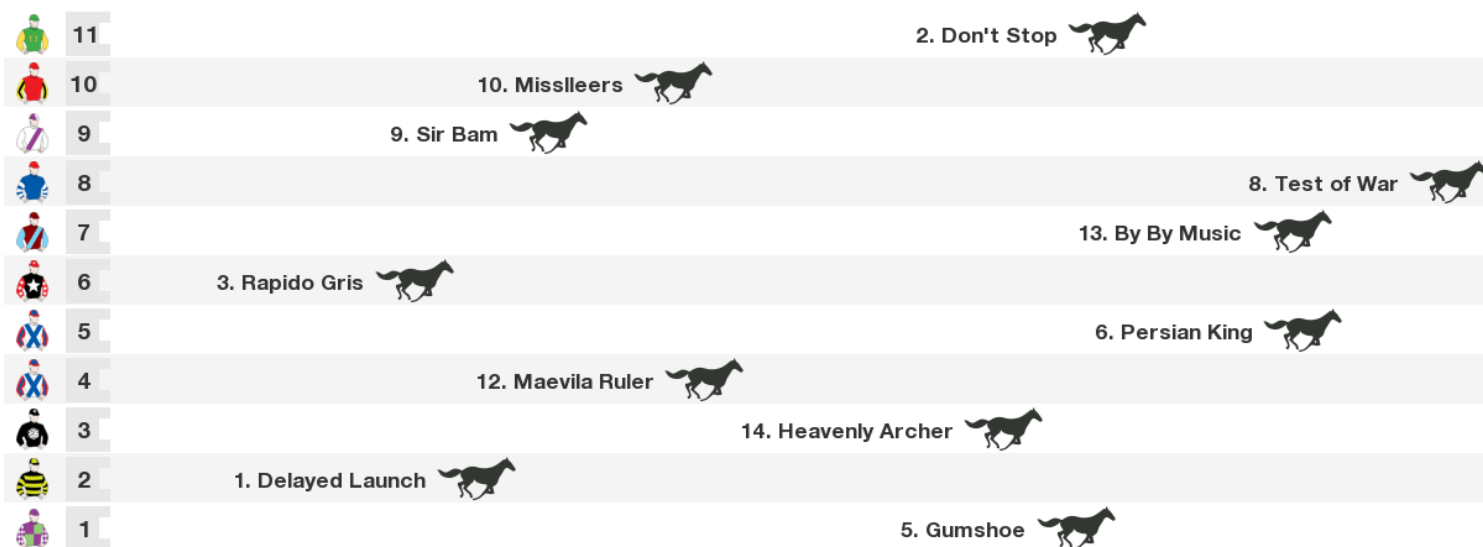 11 2. Don't Stop
10 10. Misslleers
9 9. Sir Bam
8 8. Test of War
7 13. By By Music
6 3. Rapido Gris
5 6. Persian King
4 12. Maevila Ruler
3 14. Heavenly Archer
2 1. Delayed Launch
1 5. Gumshoe